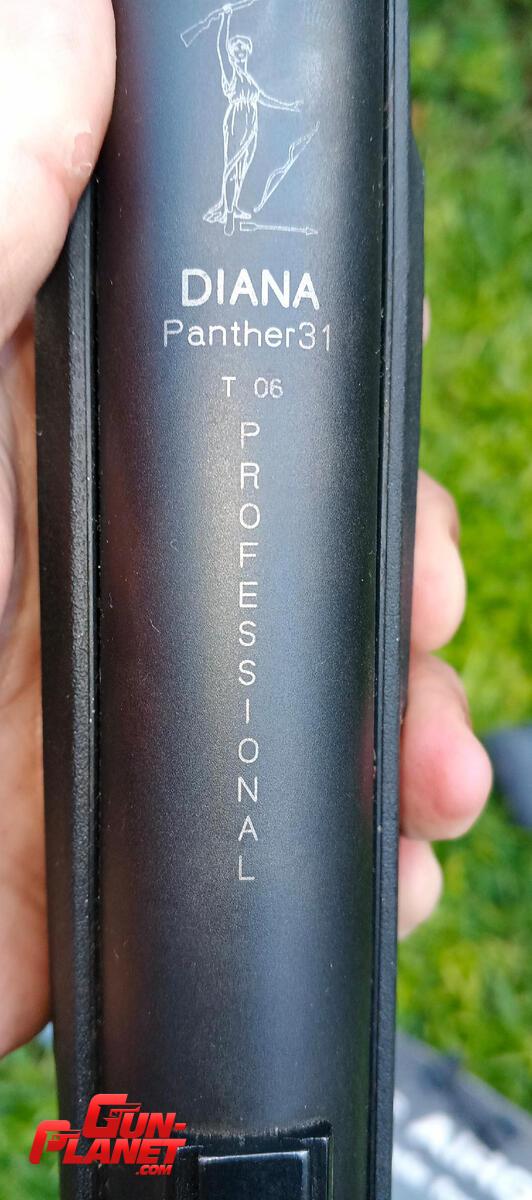 DIANA
Panther31
T 06
PROFESSIONAL
GUN-
PLANET
.COM